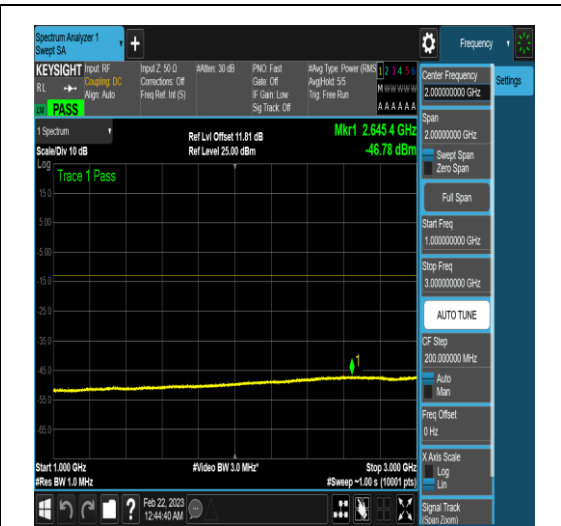 Spectrum Analyzer 1
Swept SA
+
Frequency
KEYSIGHT Input: RF Input Z: 50 Ω #Atten: 30 dB PNO: Fast #Avg Type: Power (RMS 1 2 3 4 5 6
RL Coupling: DC Corrections: Off Gate: Off Avg|Hold: 5/5 M W W W W W
Align: Auto Freq Ref: Int (S) IF Gain: Low Trig: Free Run
PASS Sig Track: Off A A A A A A
1 Spectrum Ref Lvl Offset 11.81 dB Mkr1 2.645 4 GHz
Scale/Div 10 dB Ref Level 25.00 dBm -46.78 dBm
Log
Trace 1 Pass
15.0
5.00
-5.00
-15.0
-25.0
-35.0
-45.0
-55.0
-65.0
1
Start 1.000 GHz #Video BW 3.0 MHz* Stop 3.000 GHz
#Res BW 1.0 MHz #Sweep ~1.00 s (10001 pts)
? Feb 22, 2023
12:44:40 AM
Center Frequency
2.000000000 GHz
Settings
Span
2.00000000 GHz
Swept Span
Zero Span
Full Span
Start Freq
1.000000000 GHz
Stop Freq
3.000000000 GHz
AUTO TUNE
CF Step
200.000000 MHz
Auto
Man
Freq Offset
0 Hz
X Axis Scale
Log
Lin
Signal Track
(Span Zoom)